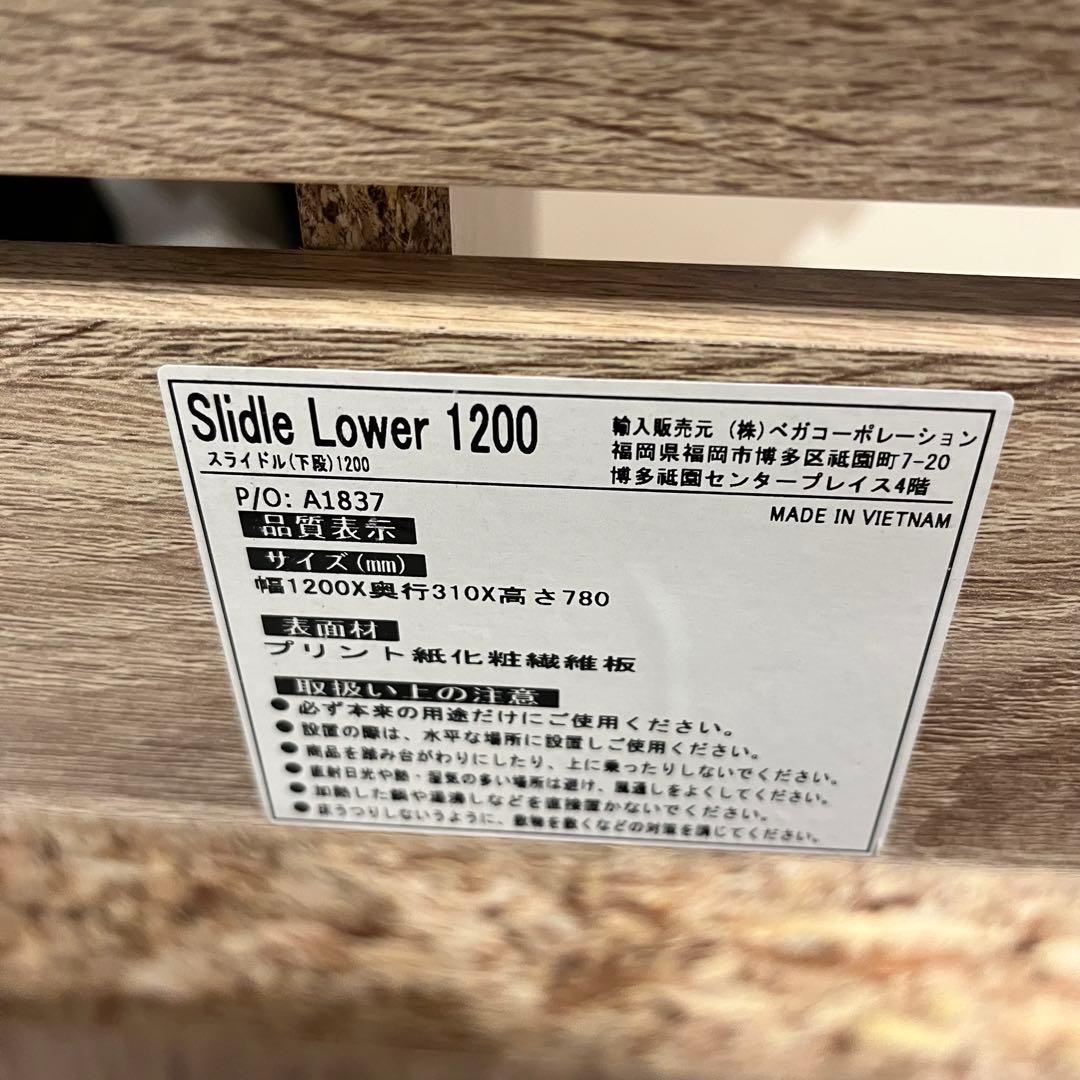 Slidle Lower 1200
スライドル(下段)1200
輸入販売元 (株)ベガコーポレーション
福岡県福岡市博多区祗園町7-20
博多祗園センタープレイス4階
P/O: A1837
MADE IN VIETNAM
品質表示
サイズ(mm)
幅1200X奥行310X高さ780
表面材
プリント紙化粧繊維板
取扱い上の注意
●必ず本来の用途だけにご使用ください。
●設置の際は、水平な場所に設置しご使用ください。
●商品を踏み台がわりにしたり、上に乗ったりしないでください。
●直射日光や熱・湿気の多い場所は避け、風通しをよくしてください。
●加熱した鍋や湯沸しなどを直接置かないでください。
●床うつりしないうように、敷物を敷くなどの対策を講じてください。